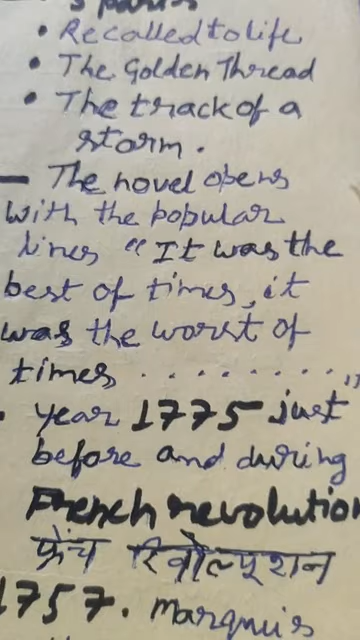 3 parts
• Recalled to life
• The Golden Thread
• The track of a
storm.
— The novel opens
with the popular
lines "It was the
best of times, it
was the worst of
times ........."
• year 1775 just
before and during
French revolution
फ्रेंच रिवोल्यूशन
1757. Marquis